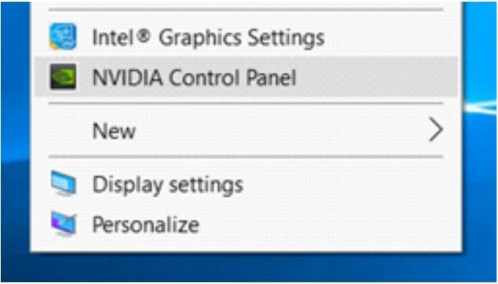 Intel® Graphics Settings
NVIDIA Control Panel
New
Display settings
Personalize